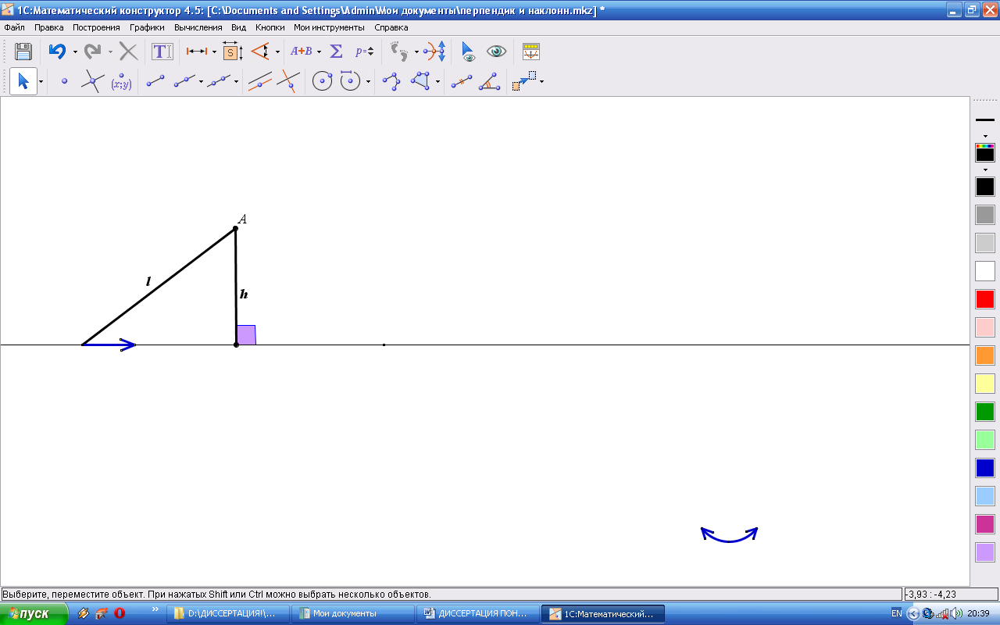 1С:Математический конструктор 4.5: [C:\Documents and Settings\Admin\Мои документы\перпендик и наклонн.mkz] *
Файл Правка Построения Графики Вычисления Вид Кнопки Мои инструменты Справка
T S A+B Σ P=
(x;y)
A
l
h
Выберите, переместите объект. При нажатых Shift или Ctrl можно выбрать несколько объектов. -3,93 : -4,23
пуск D:\ДИССЕРТАЦИЯ!\... Мои документы ДИССЕРТАЦИЯ ПОН... 1С:Математический... EN 20:39